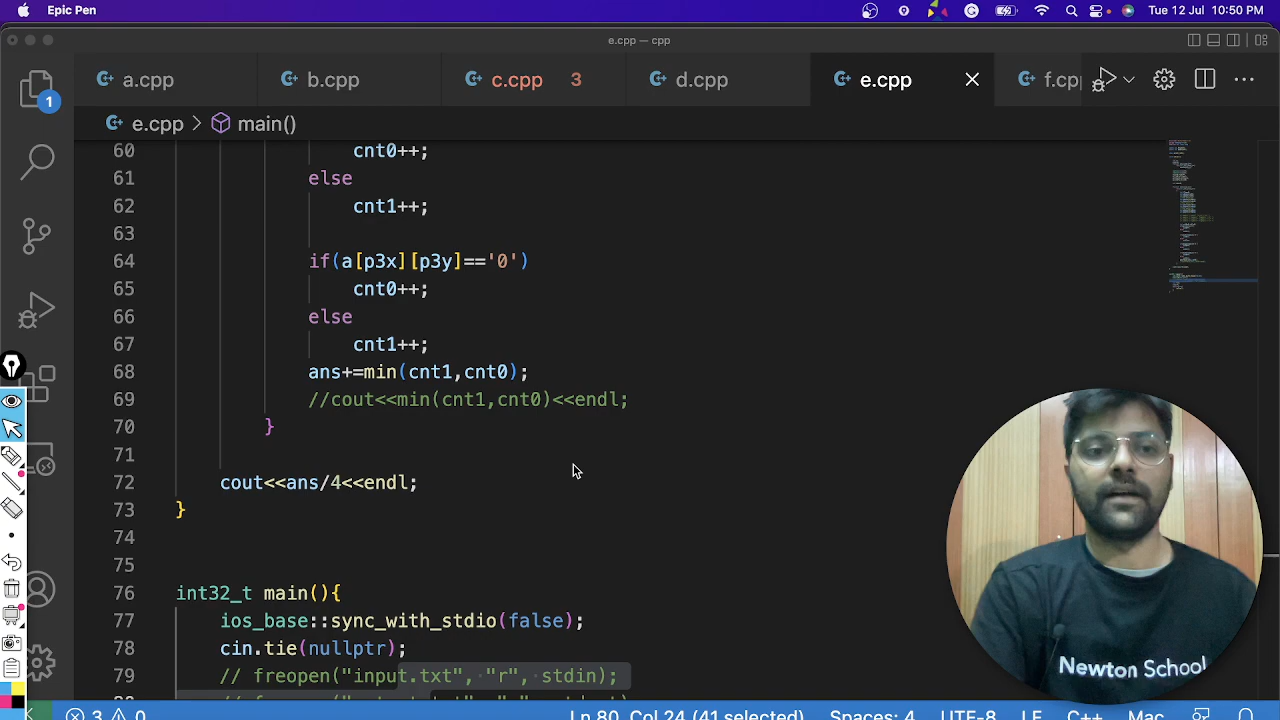 Epic Pen
Tue 12 Jul 10:50 PM
e.cpp — cpp
a.cpp
b.cpp
c.cpp 3
d.cpp
e.cpp
f.cpp
1
e.cpp > main()
60 cnt0++;
61 else
62 cnt1++;
63
64 if(a[p3x][p3y]=='0')
65 cnt0++;
66 else
67 cnt1++;
68 ans+=min(cnt1,cnt0);
69 //cout<<min(cnt1,cnt0)<<endl;
70 }
71
72 cout<<ans/4<<endl;
73 }
74
75
76 int32_t main(){
77 ios_base::sync_with_stdio(false);
78 cin.tie(nullptr);
79 // freopen("input.txt", "r", stdin);
Newton School
3 0 Ln 80, Col 24 (41 selected) Spaces: 4 UTF-8 LF C++ Mac